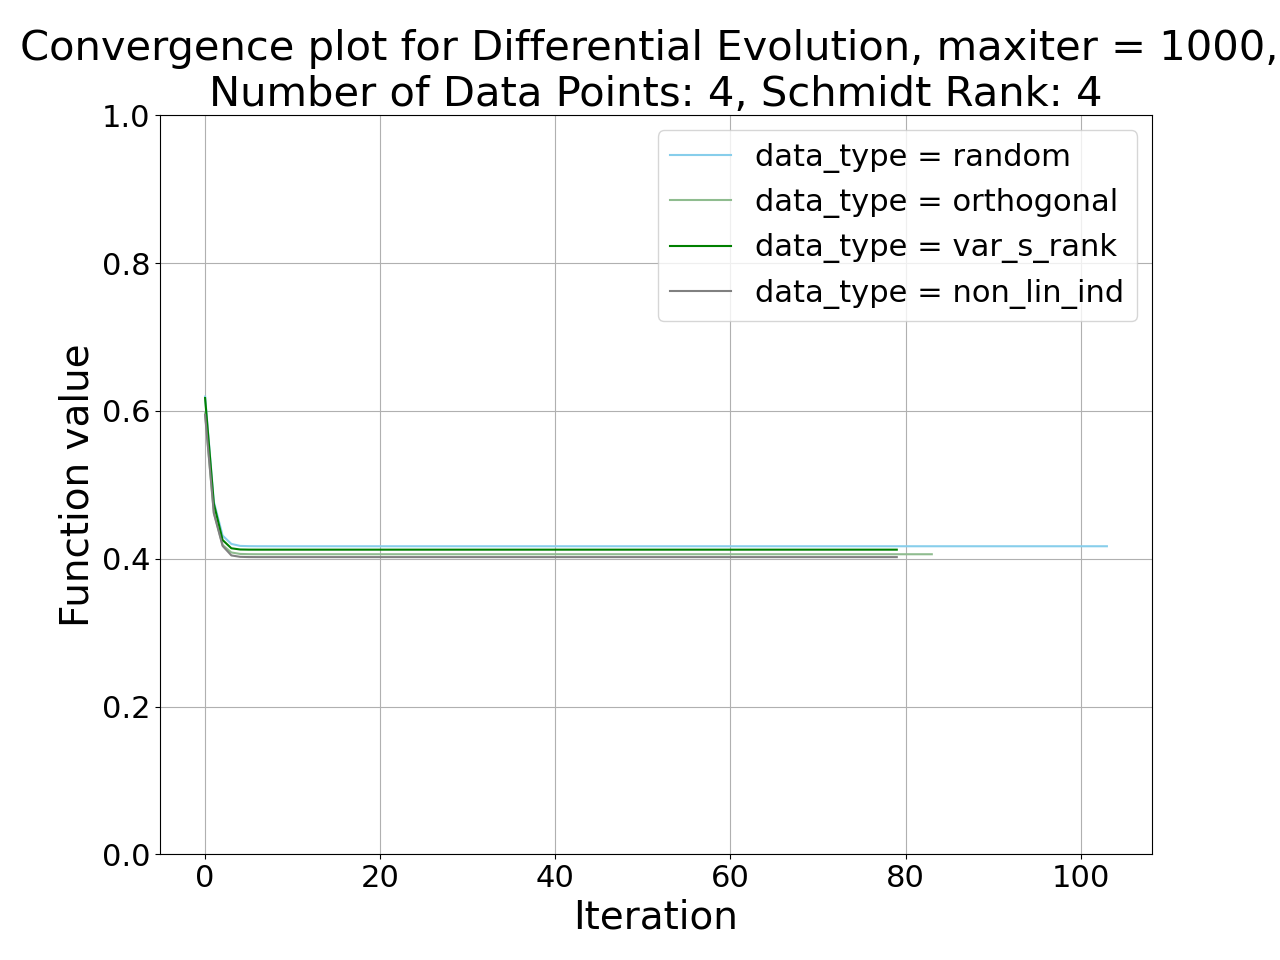 Convergence plot for Differential Evolution, maxiter = 1000,
Number of Data Points: 4, Schmidt Rank: 4
1.0
0.8
0.6
0.4
0.2
0.0
Function value
data_type = random
data_type = orthogonal
data_type = var_s_rank
data_type = non_lin_ind
0 20 40 60 80 100
Iteration